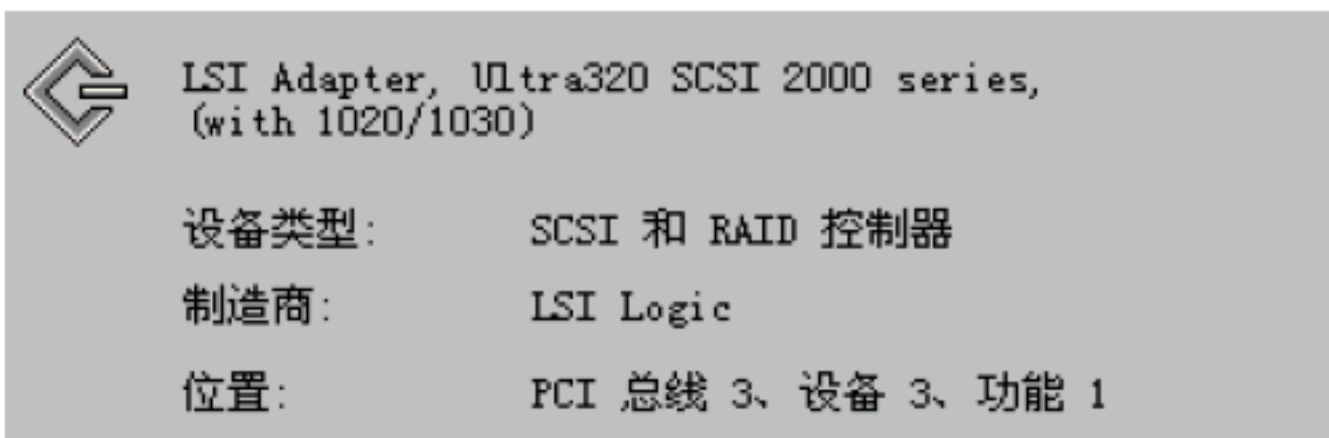 LSI Adapter, Ultra320 SCSI 2000 series,
(with 1020/1030)
设备类型: SCSI 和 RAID 控制器
制造商: LSI Logic
位置: PCI 总线 3、设备 3、功能 1